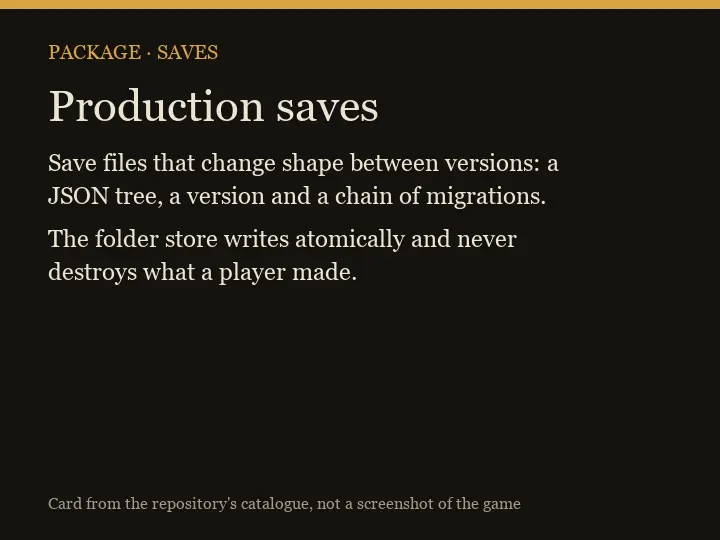 PACKAGE · SAVES
Production saves
Save files that change shape between versions: a
JSON tree, a version and a chain of migrations.
The folder store writes atomically and never
destroys what a player made.
Card from the repository's catalogue, not a screenshot of the game